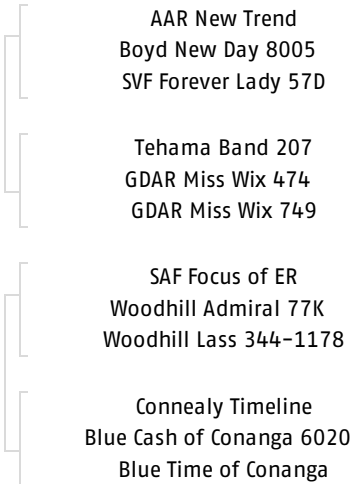 AAR New Trend
Boyd New Day 8005
SVF Forever Lady 57D
Tehama Band 207
GDAR Miss Wix 474
GDAR Miss Wix 749
SAF Focus of ER
Woodhill Admiral 77K
Woodhill Lass 344-1178
Connealy Timeline
Blue Cash of Conanga 6020
Blue Time of Conanga